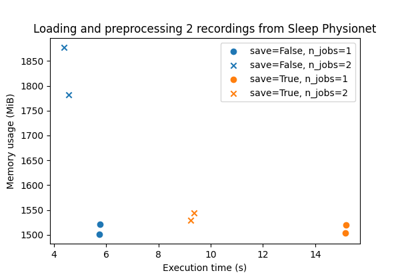 Loading and preprocessing 2 recordings from Sleep Physionet
save=False, n_jobs=1
save=False, n_jobs=2
save=True, n_jobs=1
save=True, n_jobs=2
Memory usage (MiB)
1850
1800
1750
1700
1650
1600
1550
1500
4 6 8 10 12 14
Execution time (s)